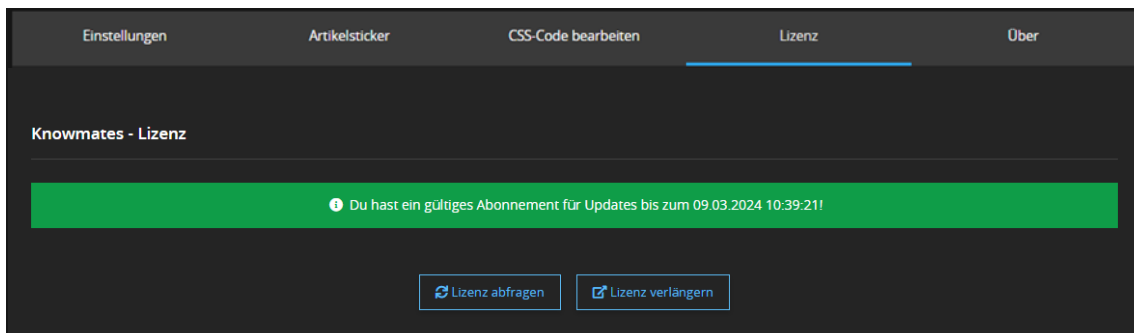 Einstellungen Artikelsticker CSS-Code bearbeiten Lizenz Über
Knowmates - Lizenz
Du hast ein gültiges Abonnement für Updates bis zum 09.03.2024 10:39:21!
Lizenz abfragen Lizenz verlängern